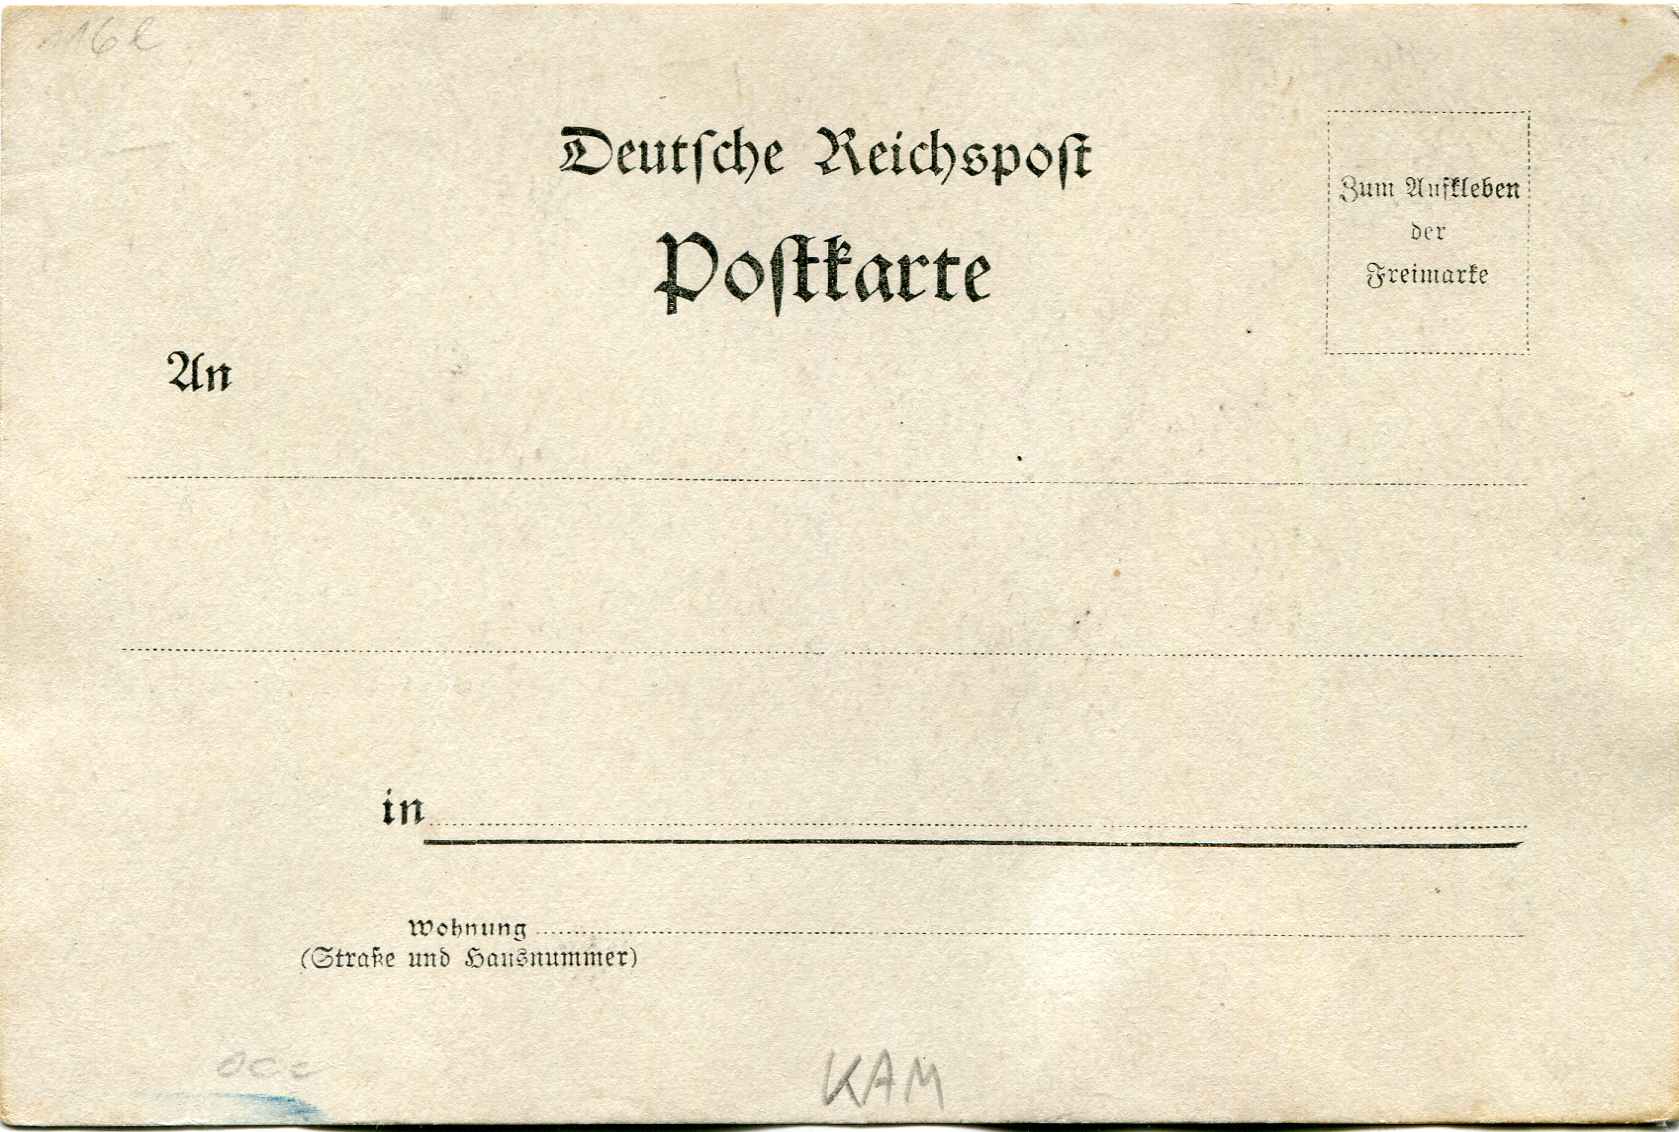 Deutsche Reichspost
Postkarte
Zum Aufkleben
der
Freimarke
An
in
Wohnung
(Straße und Hausnummer)
KAM